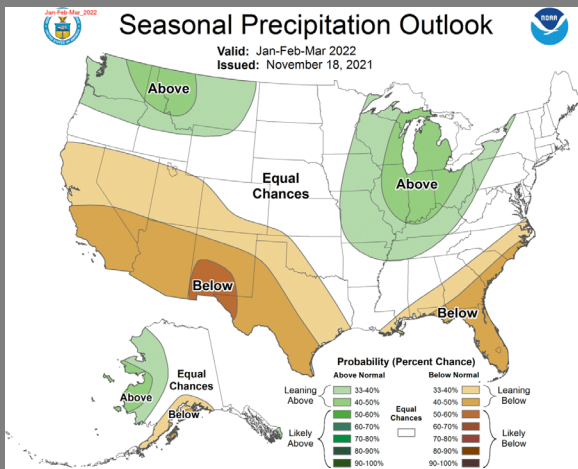 Jan-Feb-Mar_2022
Seasonal Precipitation Outlook
NOAA
Valid: Jan-Feb-Mar 2022
Issued: November 18, 2021
Above
Equal
Chances
Above
Below
Below
Equal
Chances
Above
Below
Probability (Percent Chance)
Above Normal
Below Normal
Leaning
Above
33-40%
40-50%
Likely
Above
50-60%
60-70%
70-80%
80-90%
90-100%
Equal
Chances
33-40%
40-50%
Leaning
Below
50-60%
60-70%
70-80%
80-90%
90-100%
Likely
Below